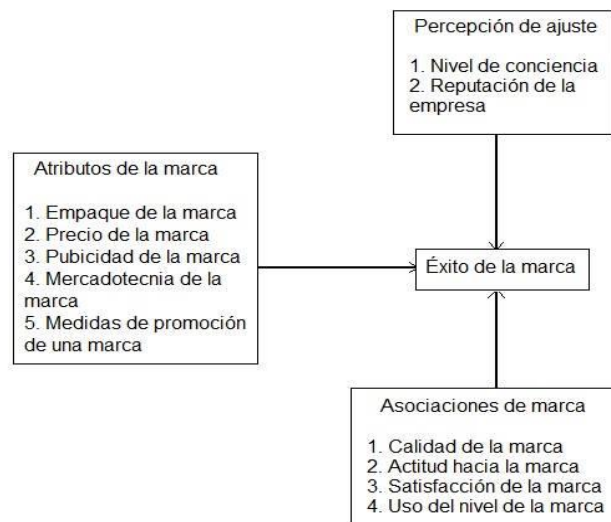 Percepción de ajuste
1. Nivel de conciencia
2. Reputación de la
empresa
Atributos de la marca
1. Empaque de la marca
2. Precio de la marca
3. Pubicidad de la marca
4. Mercadotecnia de la
marca
5. Medidas de promoción
de una marca
Éxito de la marca
Asociaciones de marca
1. Calidad de la marca
2. Actitud hacia la marca
3. Satisfacción de la marca
4. Uso del nivel de la marca